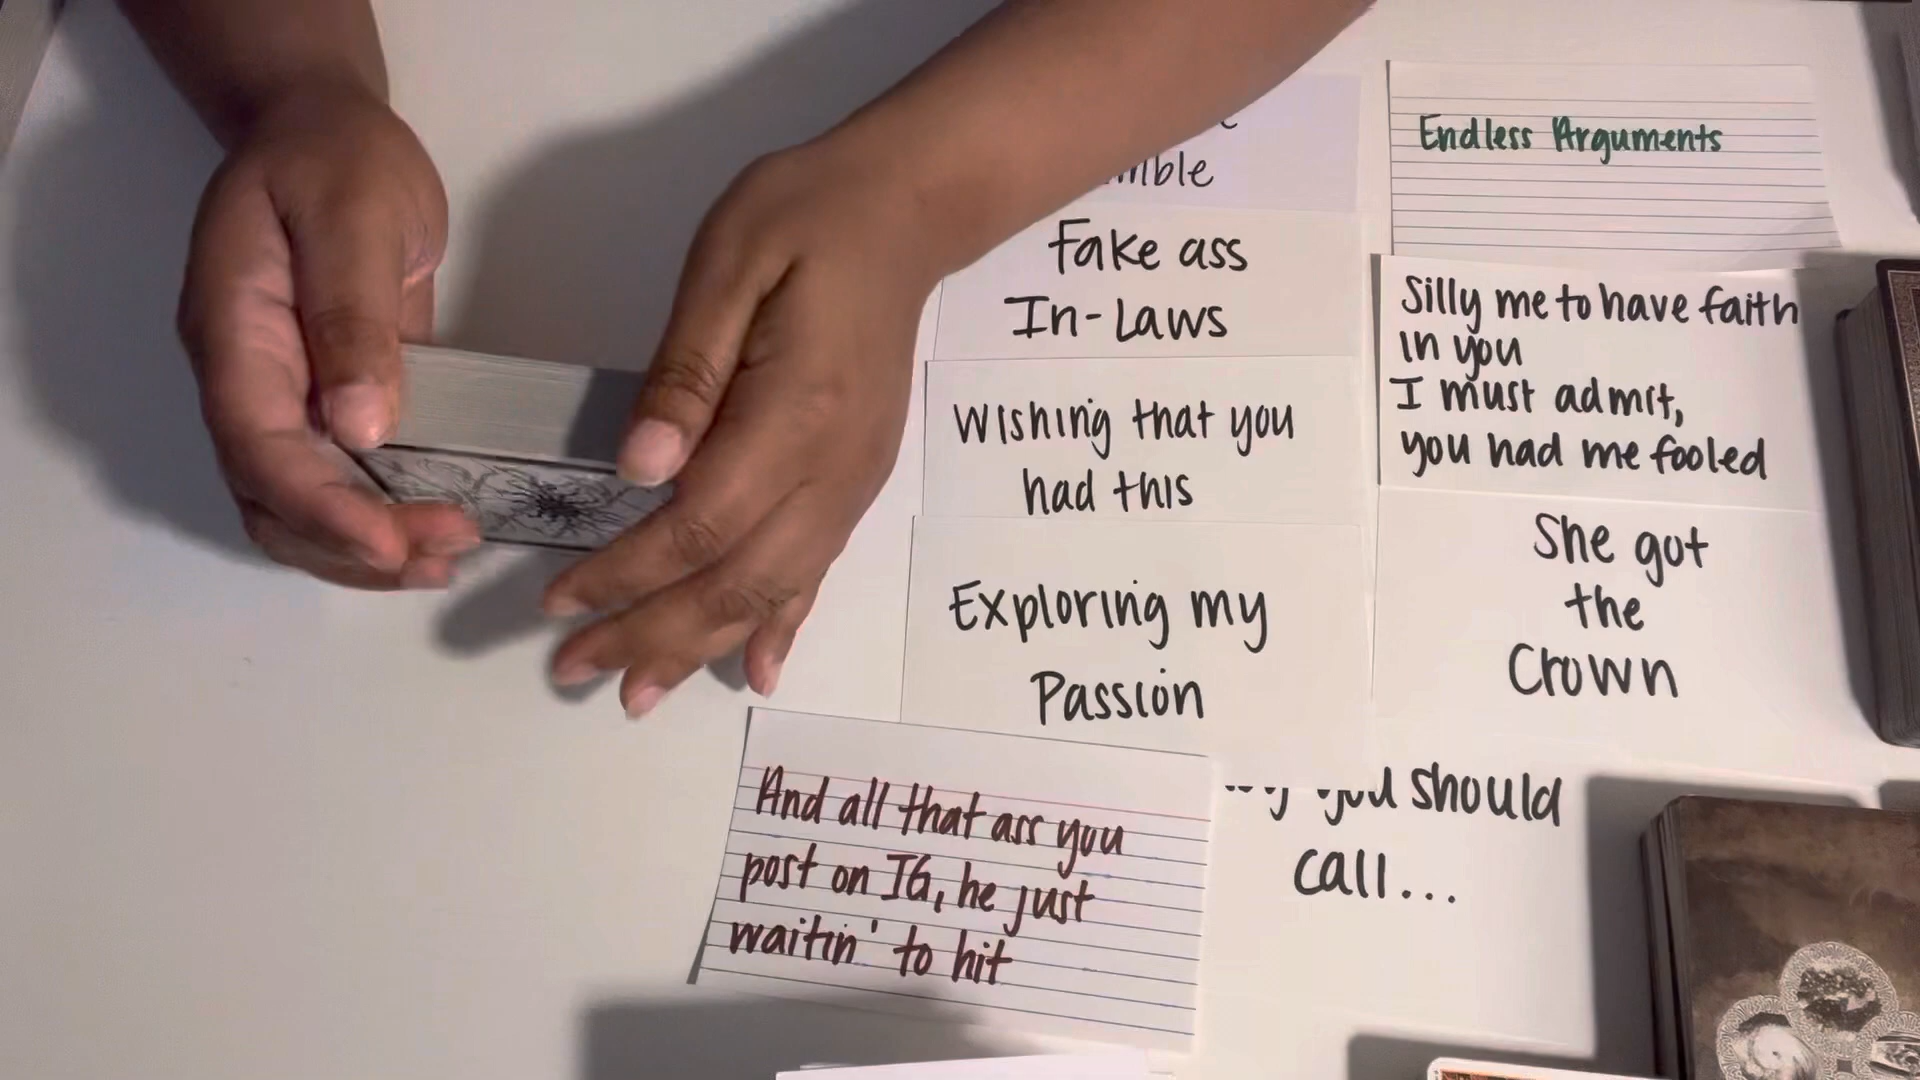 Fake ass
In-Laws
Wishing that you
had this
Exploring my
Passion
And all that ass you
post on IG, he just
waitin' to hit
Endless Arguments
Silly me to have faith
in you
I must admit,
you had me fooled
She got
the
Crown
you should
call...